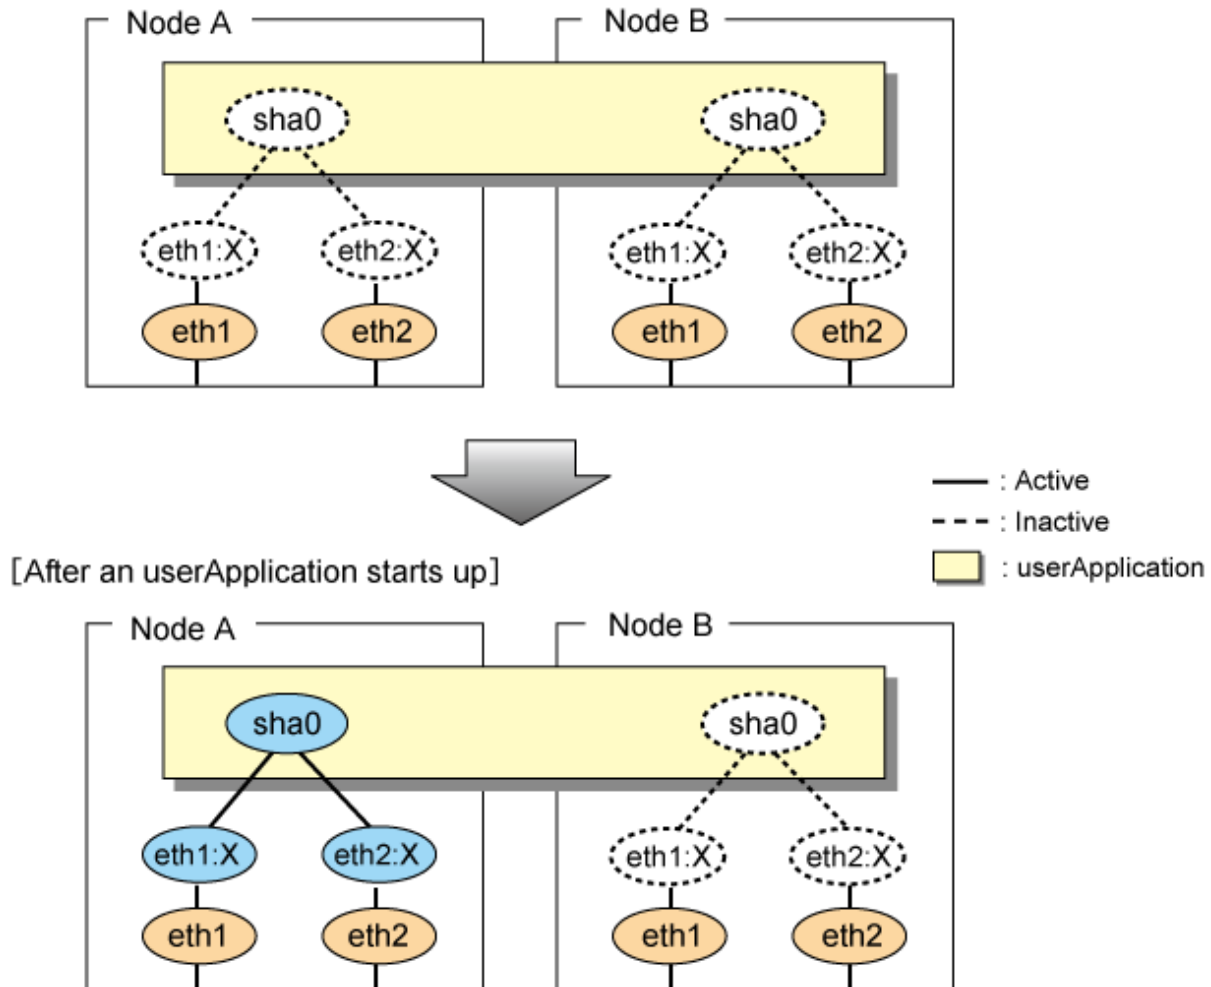 Node A
Node B
sha0
sha0
eth1:X
eth2:X
eth1:X
eth2:X
eth1
eth2
eth1
eth2
: Active
: Inactive
: userApplication
[After an userApplication starts up]
Node A
Node B
sha0
sha0
eth1:X
eth2:X
eth1:X
eth2:X
eth1
eth2
eth1
eth2